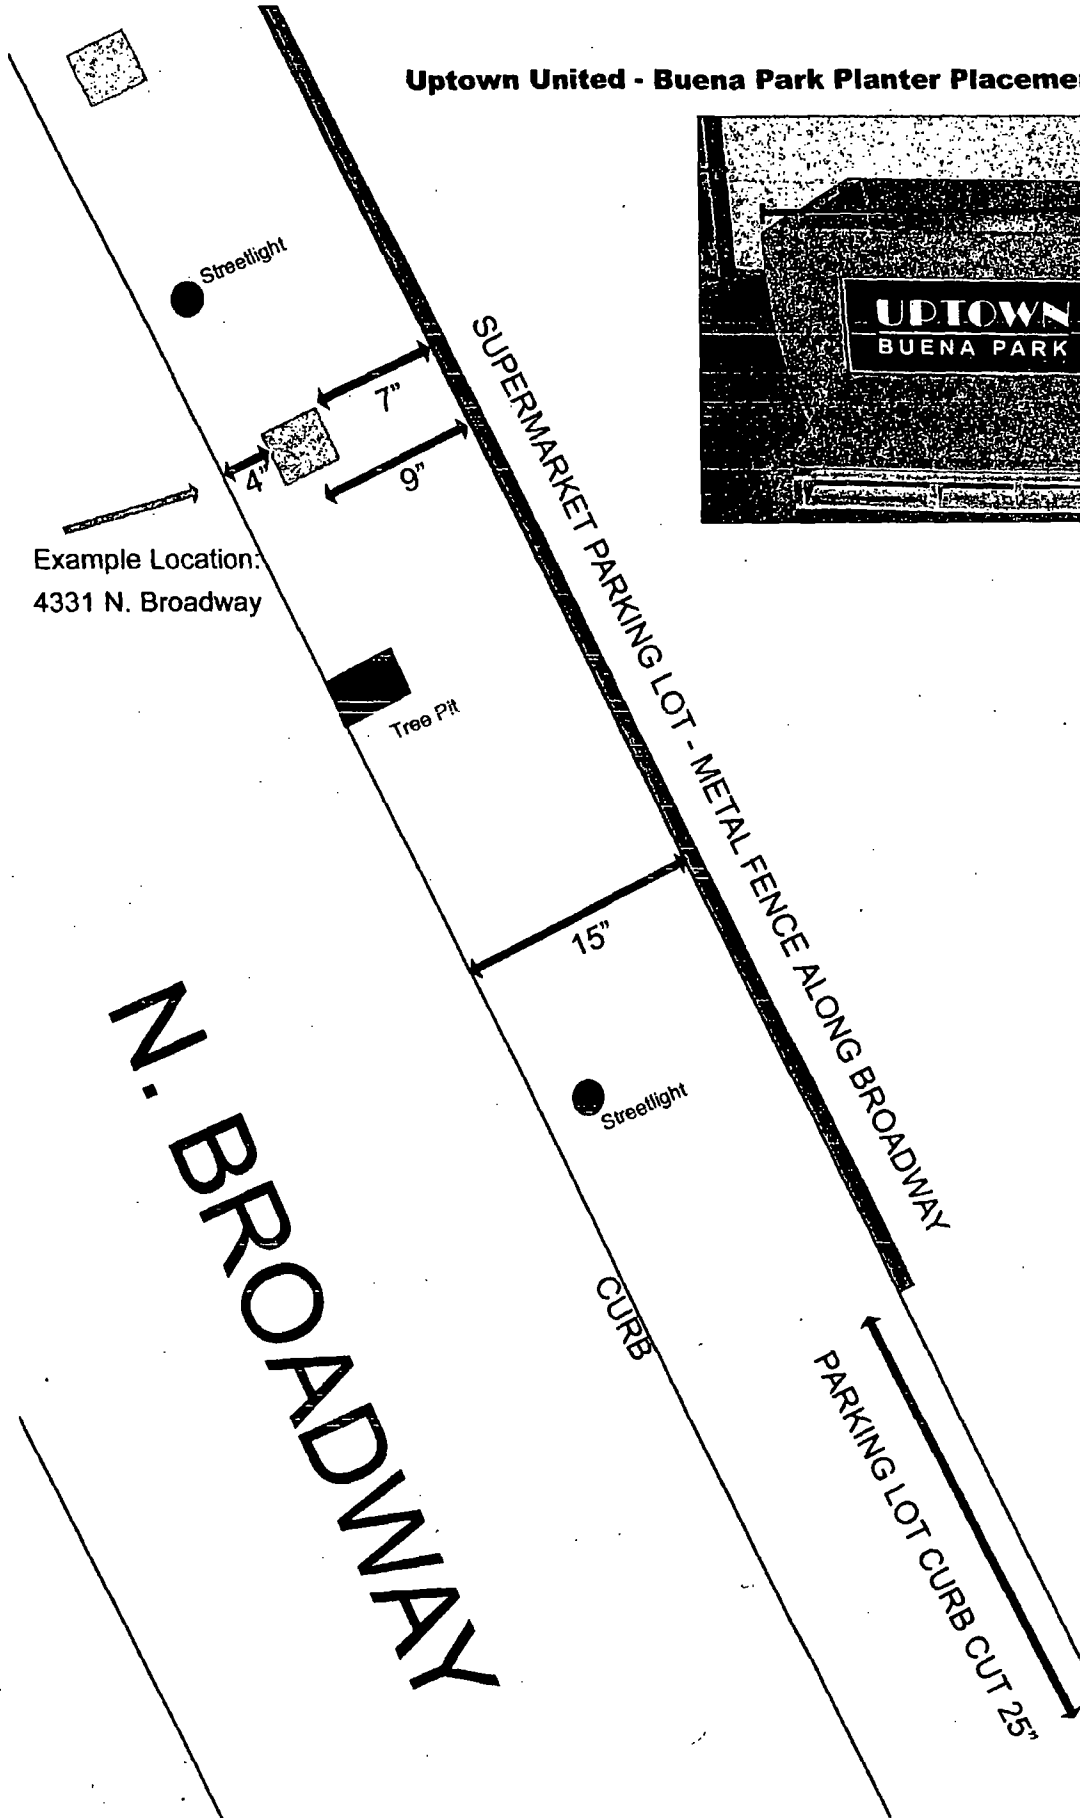 Uptown United - Buena Park Planter Placeme
UPTOWN
BUENA PARK
Streetlight
7”
4”
9”
SUPERMARKET PARKING LOT - METAL FENCE ALONG BROADWAY
Example Location:
4331 N. Broadway
Tree Pit
15”
N. BROADWAY
Streetlight
CURB
PARKING LOT CURB CUT 25”